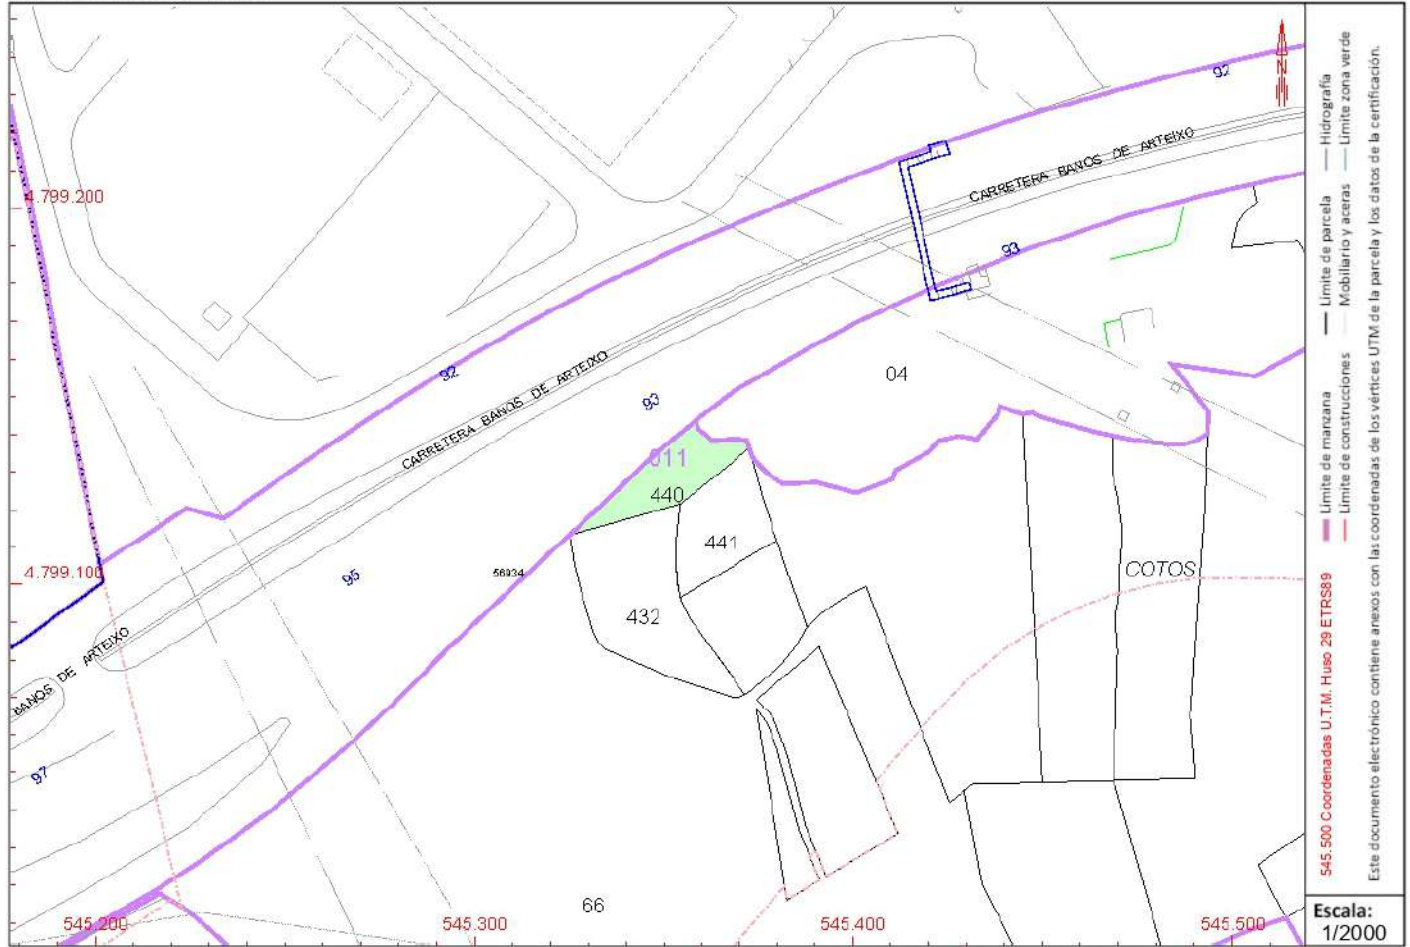 92
N
CARRETERA BANOS DE ARTEIXO
4.799.200
93
04
92
CARRETERA BANOS DE ARTEIXO
93
011
440
441
4.799.100
95
56934
COTOS
432
BANOS DE ARTEIXO
97
66
545.200
545.300
545.400
545.500
Hidrografía
Límite zona verde
Límite de parcela
Mobiliario y aceras
Límite de manzana
Límite de construcciones
545.500 Coordenadas U.T.M. Huso 29 ETRS89
Este documento electrónico contiene anexos con las coordenadas de los vértices UTM de la parcela y los datos de la certificación.
Escala:
1/2000